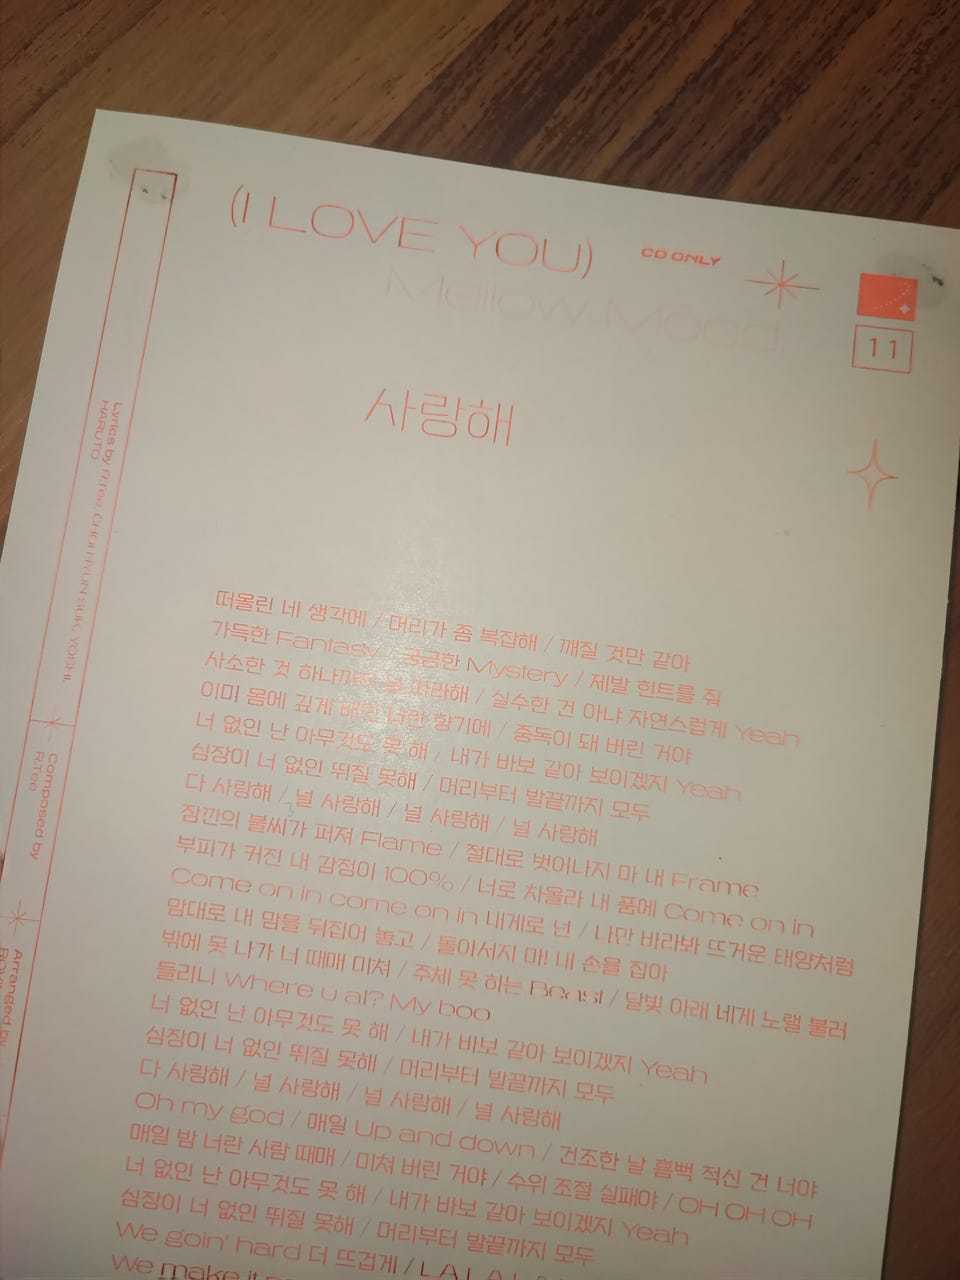 (I LOVE YOU)
CD ONLY
Mellow Mood
11
사랑해
Lyrics by RTee, CHOI HYUN SUK, YOSHI,
HARUTO
Composed by
RTee
Arranged by
떠올린 네 생각에 / 머리가 좀 복잡해 / 깨질 것만 같아
가득한 Fantasy / 궁금한 Mystery / 제발 힌트를 줘
사소한 것 하나까지 널 따라해 / 실수한 건 아냐 자연스럽게 Yeah
이미 몸에 깊게 배인 너란 향기에 / 중독이 돼 버린 거야
너 없인 난 아무것도 못 해 / 내가 바보 같아 보이겠지 Yeah
심장이 너 없인 뛰질 못해 / 머리부터 발끝까지 모두
다 사랑해 / 널 사랑해 / 널 사랑해 / 널 사랑해
잠깐의 불씨가 퍼져 Flame / 절대로 벗어나지 마 내 Frame
부피가 커진 내 감정이 100% / 너로 차올라 내 품에 Come on in
Come on in come on in 내게로 넌 / 나만 바라봐 뜨거운 태양처럼
맘대로 내 맘을 뒤집어 놓고 / 돌아서지 마! 내 손을 잡아
밖에 못 나가 너 때매 미쳐 / 주체 못 하는 Beast / 달빛 아래 네게 노랠 불러
들리니 Where u at? My boo
너 없인 난 아무것도 못 해 / 내가 바보 같아 보이겠지 Yeah
심장이 너 없인 뛰질 못해 / 머리부터 발끝까지 모두
다 사랑해 / 널 사랑해 / 널 사랑해 / 널 사랑해
Oh my god / 매일 Up and down / 건조한 날 흠뻑 적신 건 너야
매일 밤 너란 사람 때매 / 미쳐 버린 거야 / 수위 조절 실패야 / OH OH OH
너 없인 난 아무것도 못 해 / 내가 바보 같아 보이겠지 Yeah
심장이 너 없인 뛰질 못해 / 머리부터 발끝까지 모두
We goin' hard 더 뜨겁게 / LA LA
We make it